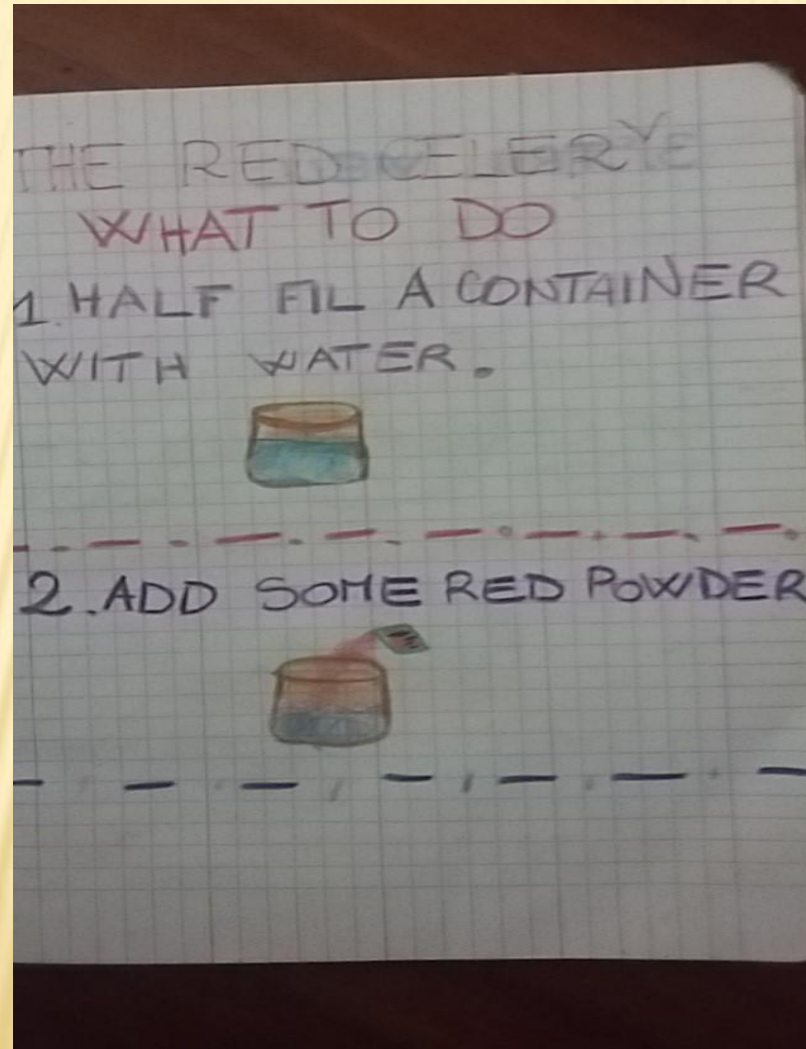 THE RED CELERY
WHAT TO DO
1. HALF FIL A CONTAINER
WITH WATER.
2. ADD SOME RED POWDER